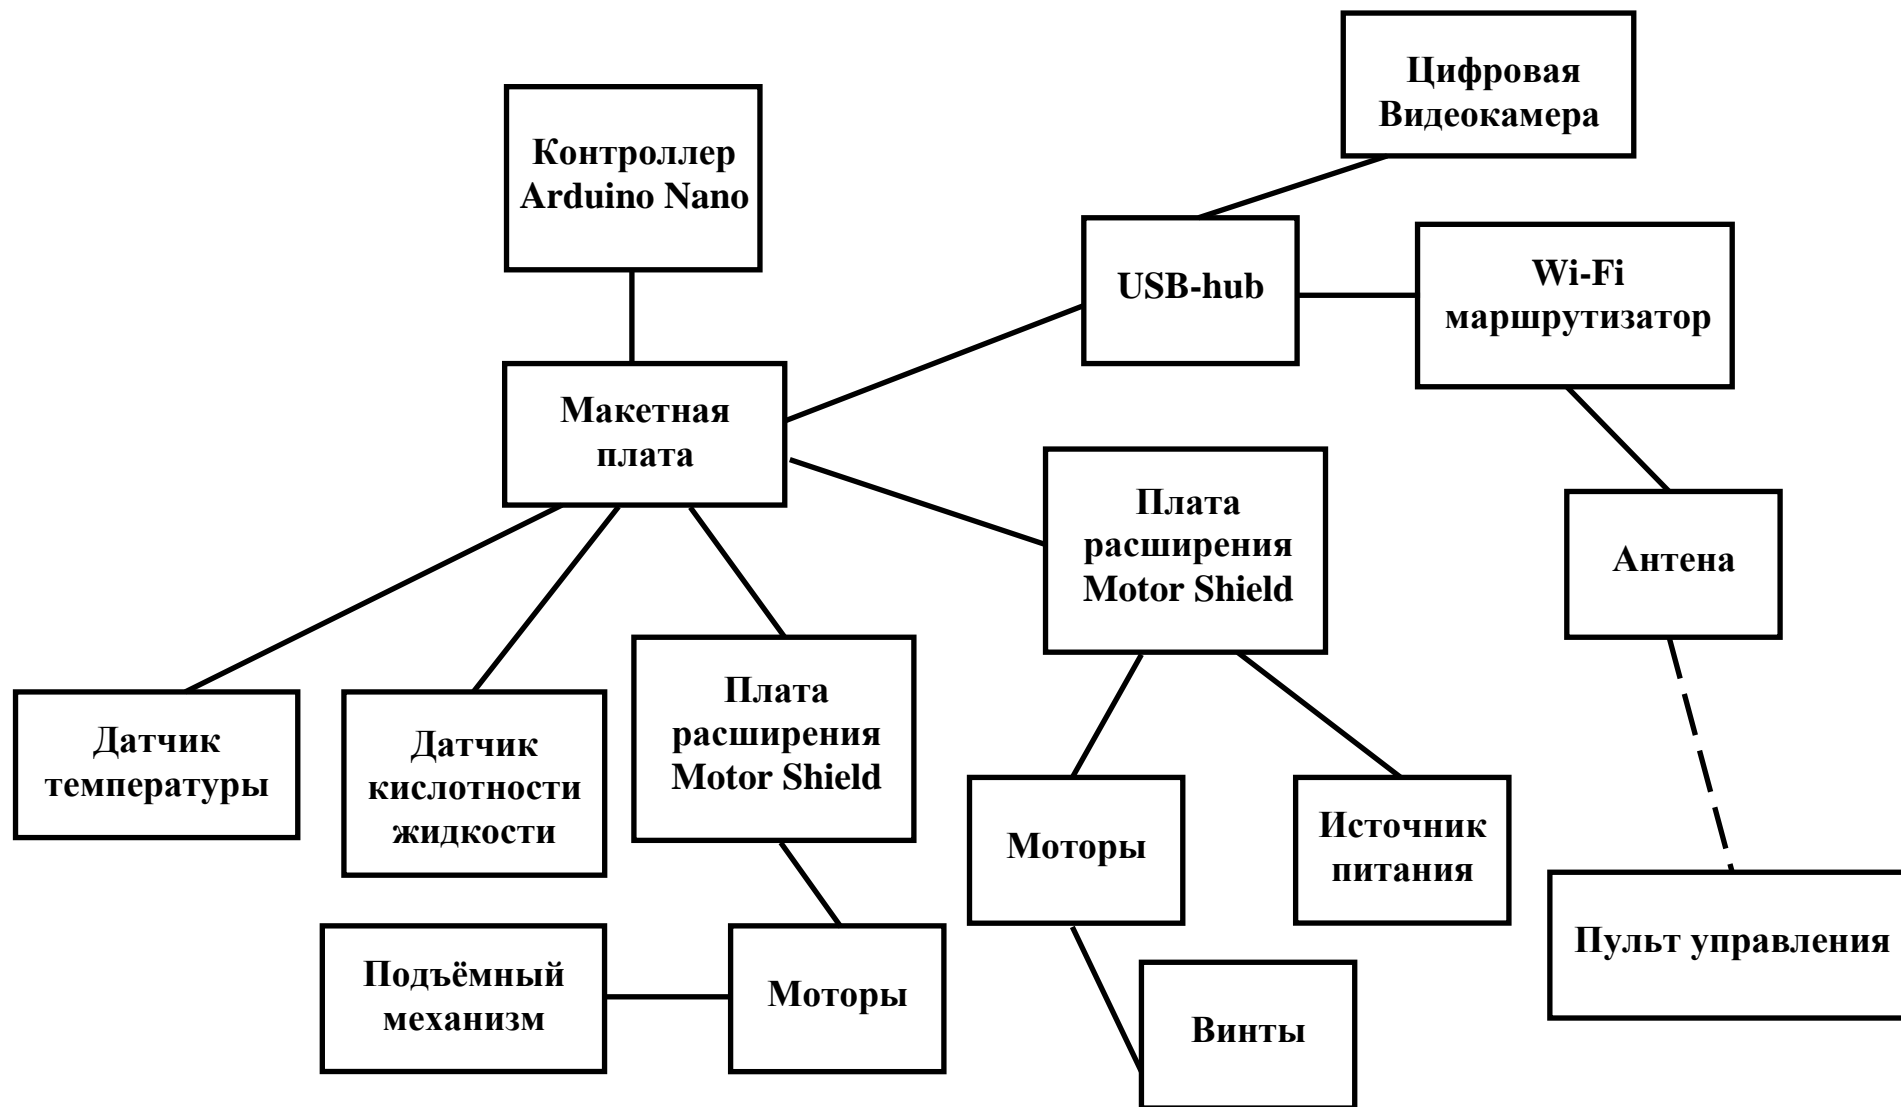 Цифровая
Видеокамера
Контроллер
Arduino Nano
USB-hub
Wi-Fi
маршрутизатор
Макетная
плата
Плата
расширения
Motor Shield
Антена
Датчик
температуры
Датчик
кислотности
жидкости
Плата
расширения
Motor Shield
Моторы
Источник
питания
Пульт управления
Подъёмный
механизм
Моторы
Винты